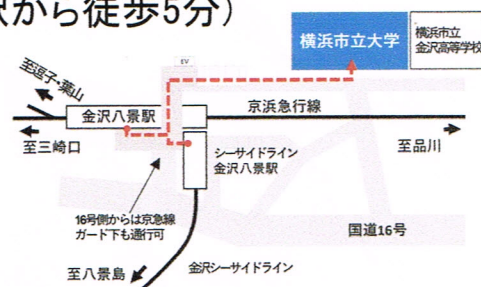 駅から徒歩5分）
横浜市立大学
横浜市立
金沢高等学校
EV
至逗子・葉山
金沢八景駅
京浜急行線
至三崎口
シーサイドライン
金沢八景駅
至品川
16号側からは京急線
ガード下も通行可
国道16号
至八景島
金沢シーサイドライン